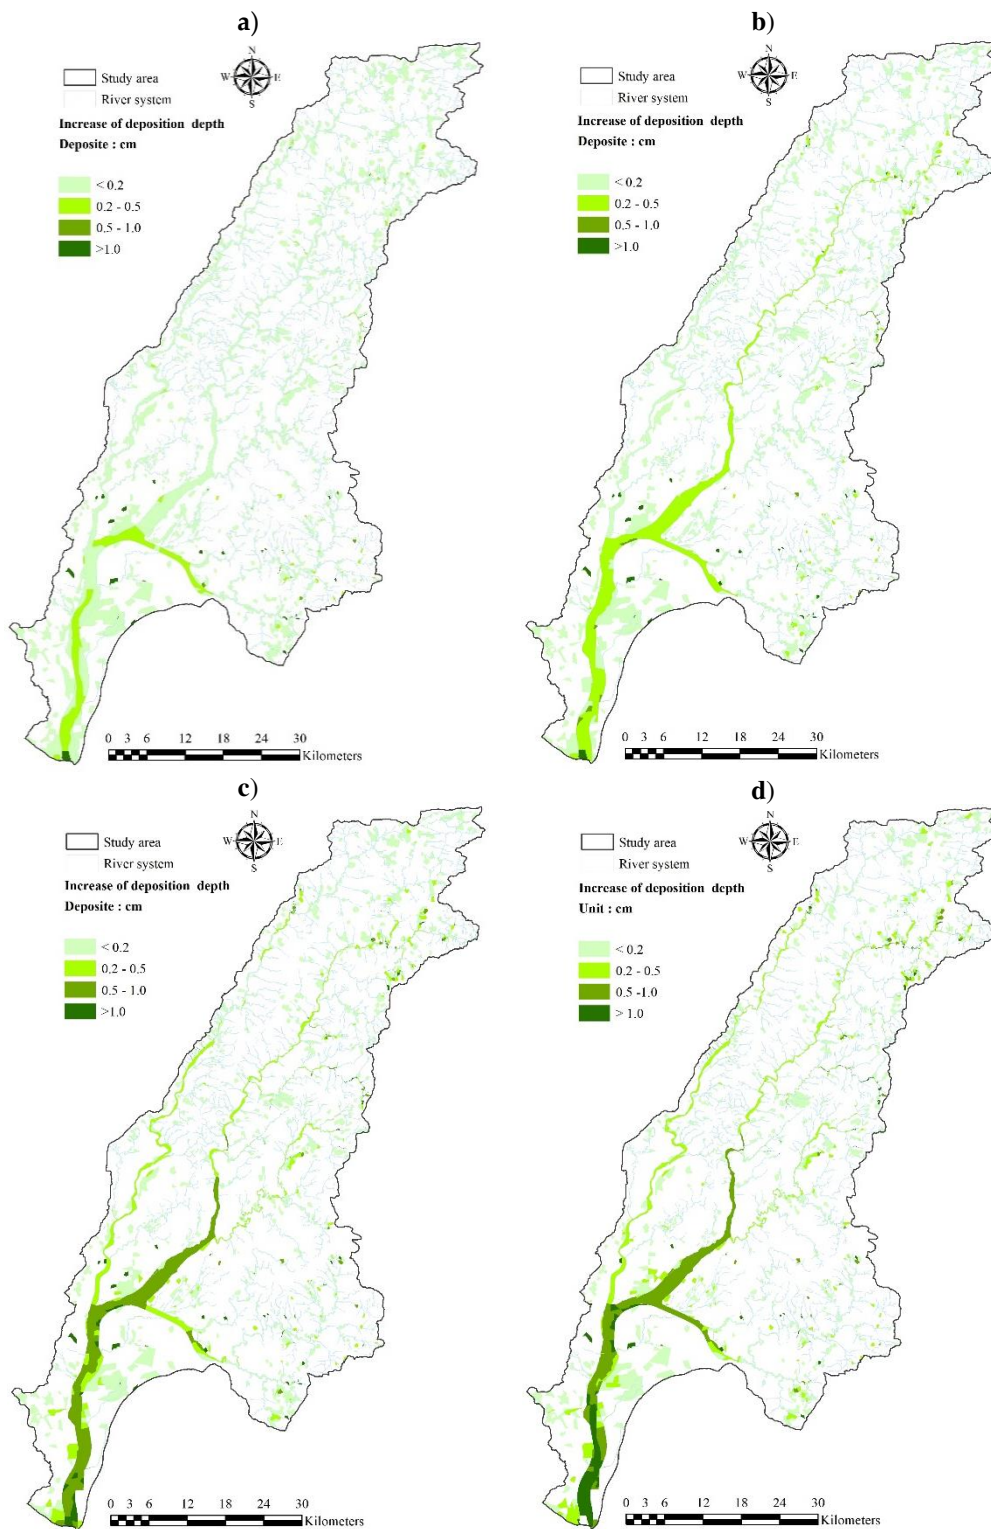 a)
N
W E
S
Study area
River system
Increase of deposition depth
Deposite : cm
< 0.2
0.2 - 0.5
0.5 - 1.0
>1.0
0 3 6 12 18 24 30
Kilometers
b)
N
W E
S
Study area
River system
Increase of deposition depth
Deposite : cm
< 0.2
0.2 - 0.5
0.5 - 1.0
>1.0
0 3 6 12 18 24 30
Kilometers
c)
N
W E
S
Study area
River system
Increase of deposition depth
Deposite : cm
< 0.2
0.2 - 0.5
0.5 - 1.0
>1.0
0 3 6 12 18 24 30
Kilometers
d)
N
W E
S
Study area
River system
Increase of deposition depth
Unit : cm
< 0.2
0.2 - 0.5
0.5 -1.0
> 1.0
0 3 6 12 18 24 30
Kilometers